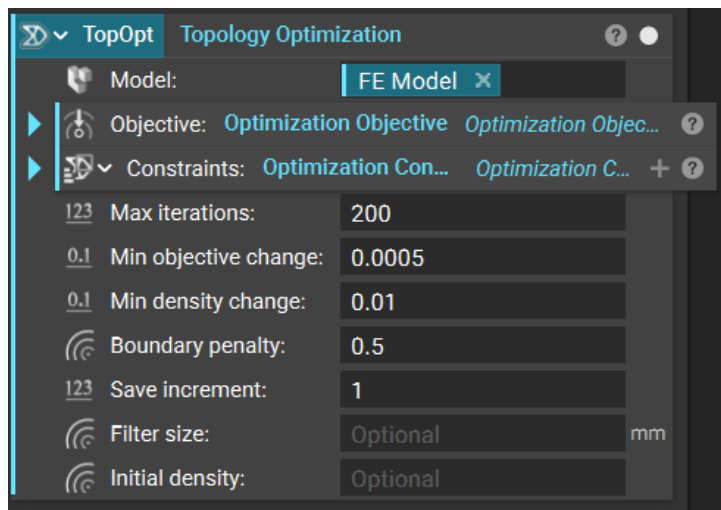 TopOpt Topology Optimization ?
Model: FE Model ×
Objective: Optimization Objective Optimization Objec... ?
Constraints: Optimization Con... Optimization C... + ?
123 Max iterations: 200
0.1 Min objective change: 0.0005
0.1 Min density change: 0.01
Boundary penalty: 0.5
123 Save increment: 1
Filter size: Optional mm
Initial density: Optional